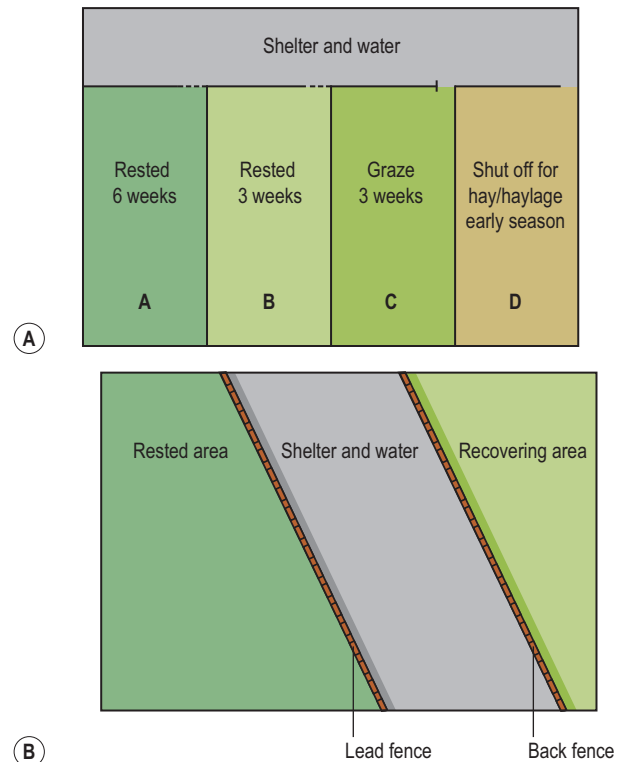 Shelter and water
Rested
6 weeks
Rested
3 weeks
Graze
3 weeks
Shut off for
hay/haylage
early season
A
B
C
D
A
Rested area
Shelter and water
Recovering area
B
Lead fence
Back fence